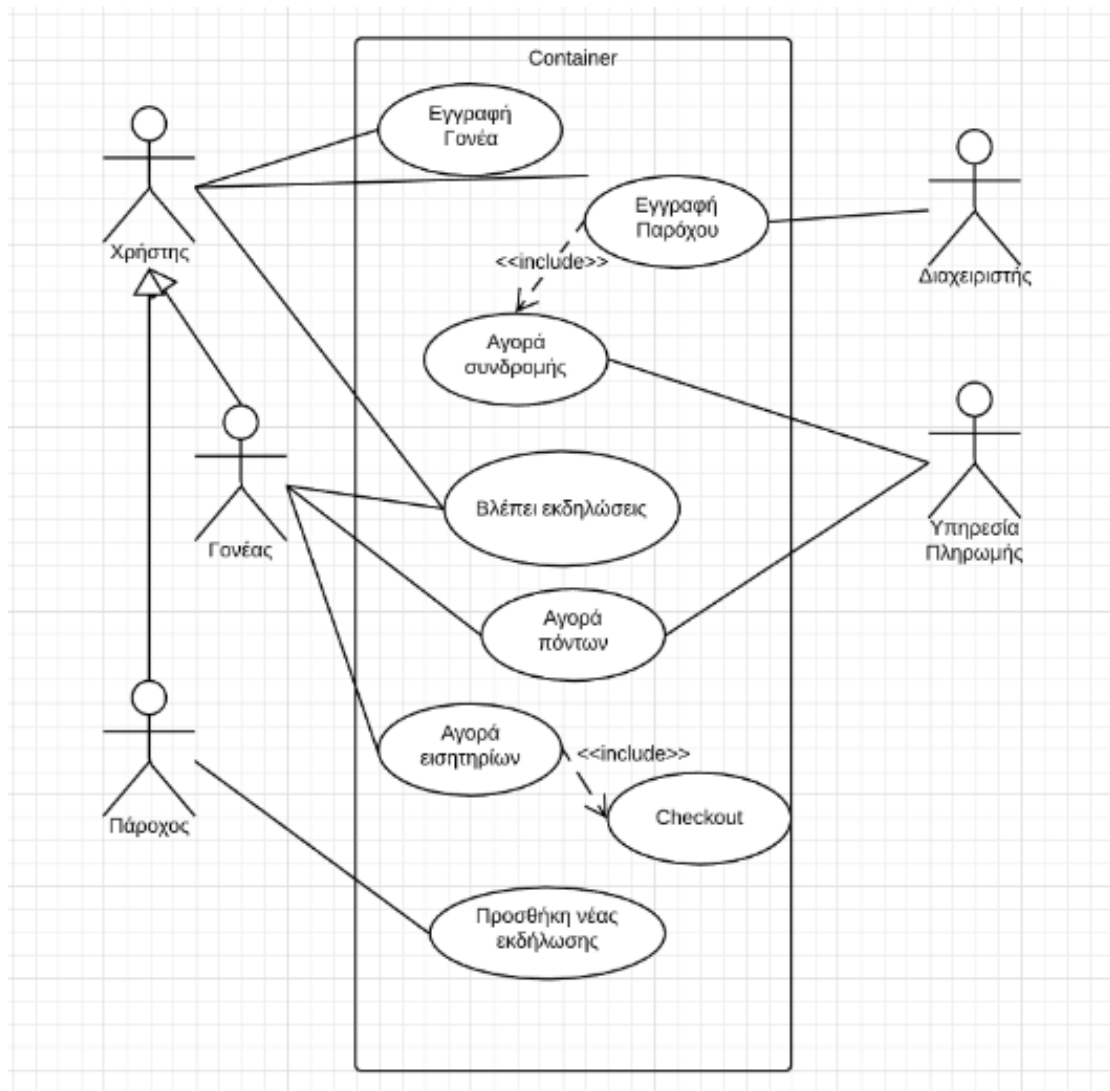 Container
Εγγραφή
Γονέα
Χρήστης
Εγγραφή
Παρόχου
Διαχειριστής
<<include>>
Αγορά
συνδρομής
Γονέας
Βλέπει εκδηλώσεις
Υπηρεσία
Πληρωμής
Αγορά
πόντων
Αγορά
εισητηρίων
<<include>>
Checkout
Πάροχος
Προσθήκη νέας
εκδήλωσης